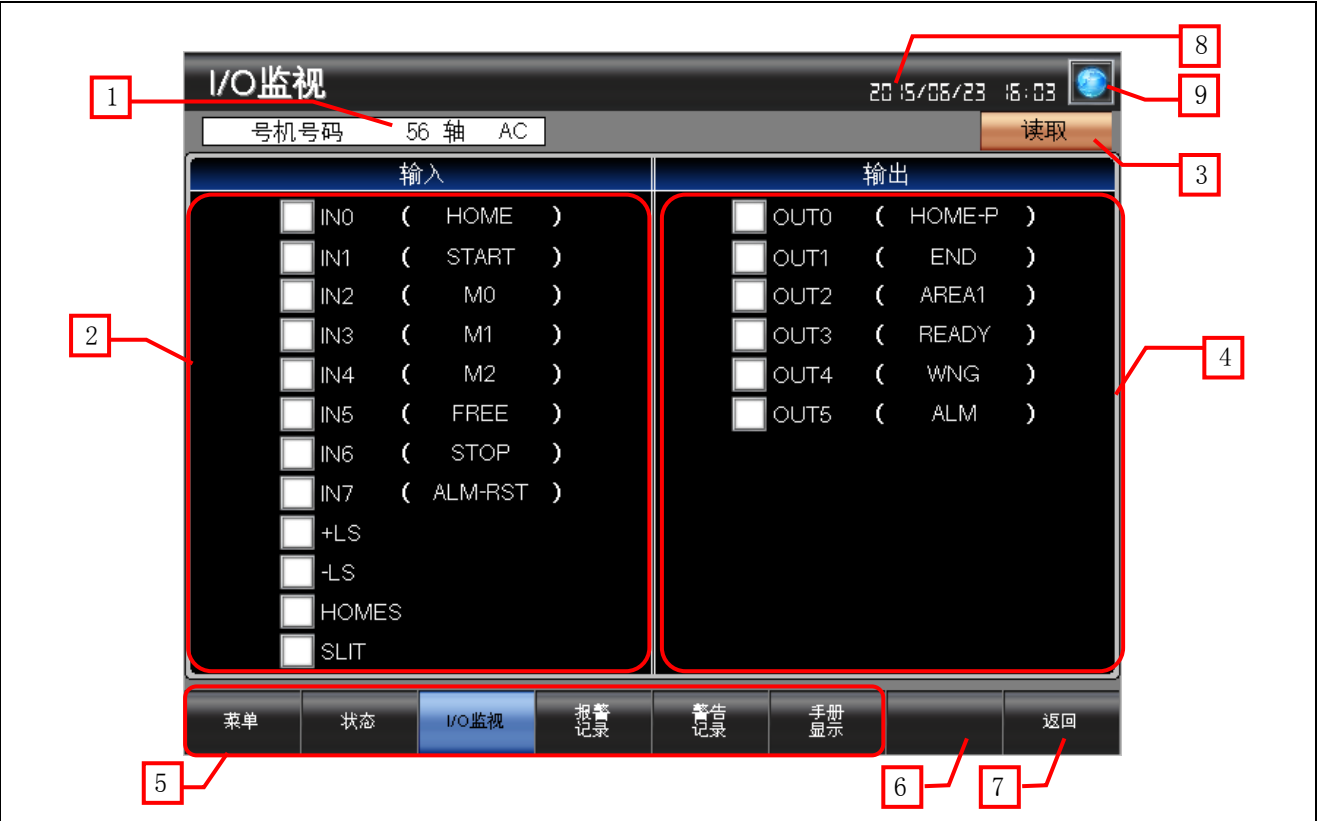 8
I/O监视
2015/06/23 16:03
1
9
号机号码 56 轴 AC
读取
3
输入
输出
IN0 ( HOME )
OUT0 ( HOME-P )
IN1 ( START )
OUT1 ( END )
IN2 ( M0 )
OUT2 ( AREA1 )
2
IN3 ( M1 )
OUT3 ( READY )
4
IN4 ( M2 )
OUT4 ( WNG )
IN5 ( FREE )
OUT5 ( ALM )
IN6 ( STOP )
IN7 ( ALM-RST )
+LS
-LS
HOMES
SLIT
菜单
状态
I/O监视
报警
记录
警告
记录
手册
显示
返回
5
6
7